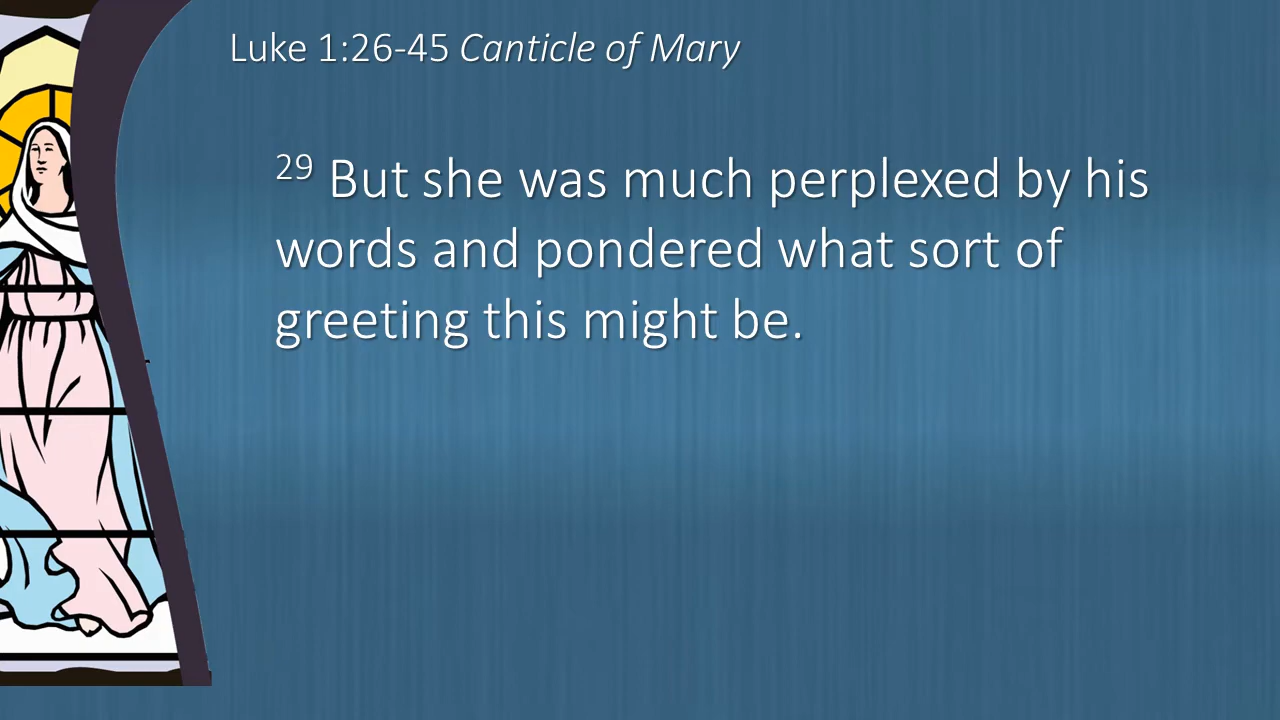 Luke 1:26-45 Canticle of Mary
29 But she was much perplexed by his
words and pondered what sort of
greeting this might be.